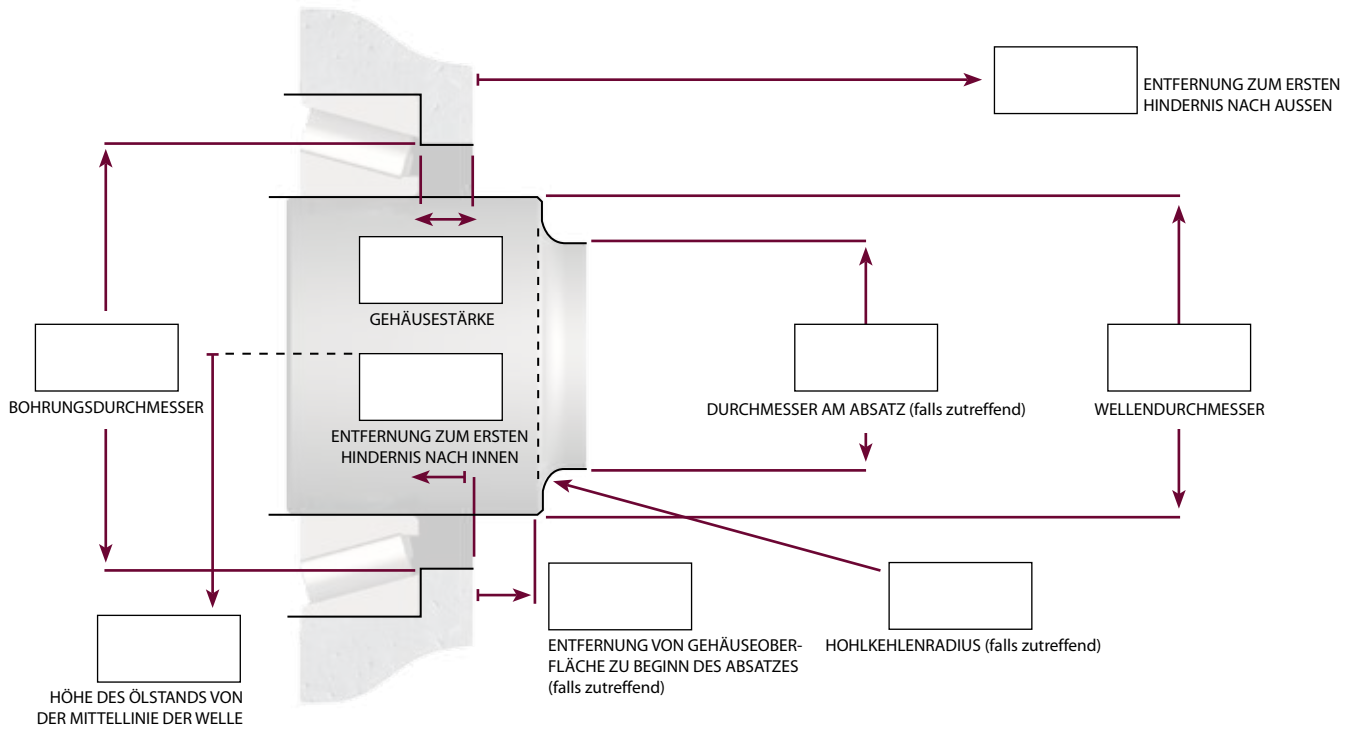 ENTFERNUNG ZUM ERSTEN
HINDERNIS NACH AUSSEN
GEHÄUSESTÄRKE
BOHRUNGSDURCHMESSER
DURCHMESSER AM ABSATZ (falls zutreffend)
WELLENDURCHMESSER
ENTFERNUNG ZUM ERSTEN
HINDERNIS NACH INNEN
ENTFERNUNG VON GEHÄUSEOBER-
FLÄCHE ZU BEGINN DES ABSATZES
(falls zutreffend)
HOHLKEHLENRADIUS (falls zutreffend)
HÖHE DES ÖLSTANDS VON
DER MITTELLINIE DER WELLE